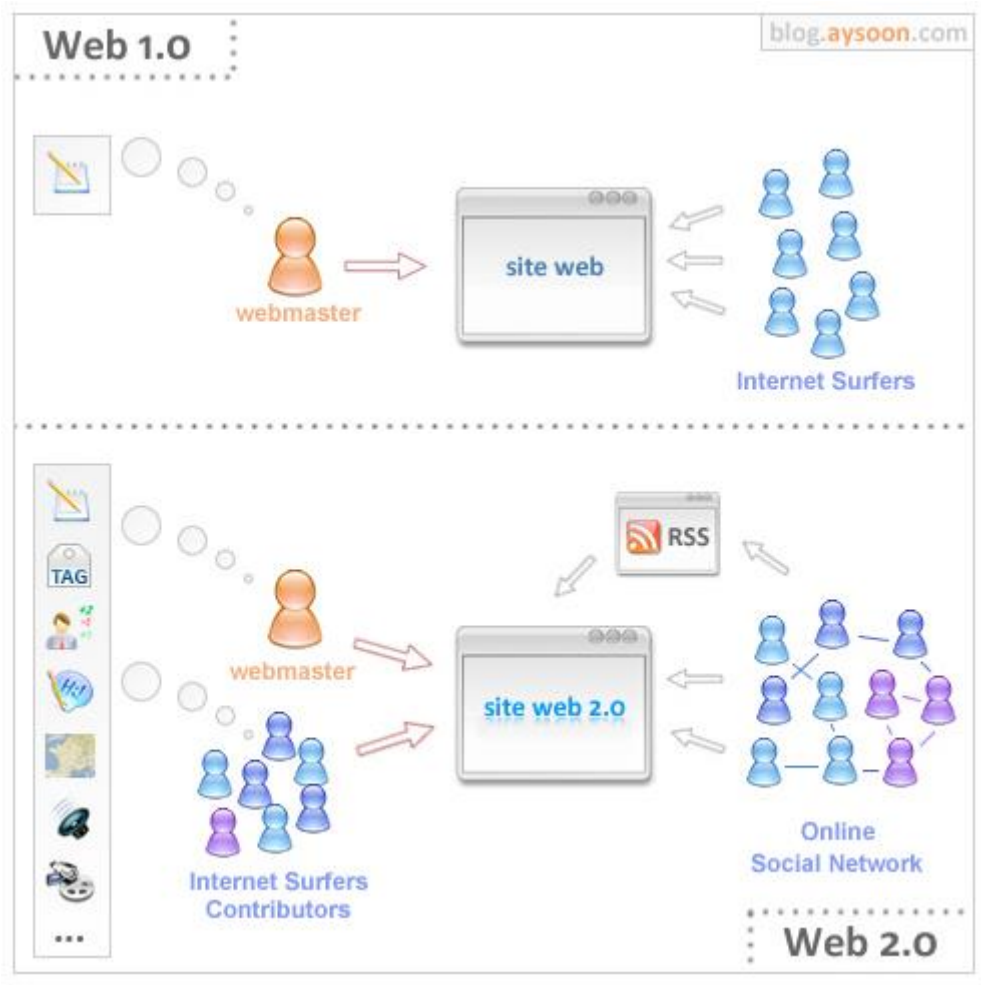 Web 1.0
blog.aysoon.com
site web
webmaster
Internet Surfers
RSS
TAG
webmaster
Hi!
site web 2.0
Online
Social Network
Internet Surfers
Contributors
...
Web 2.0